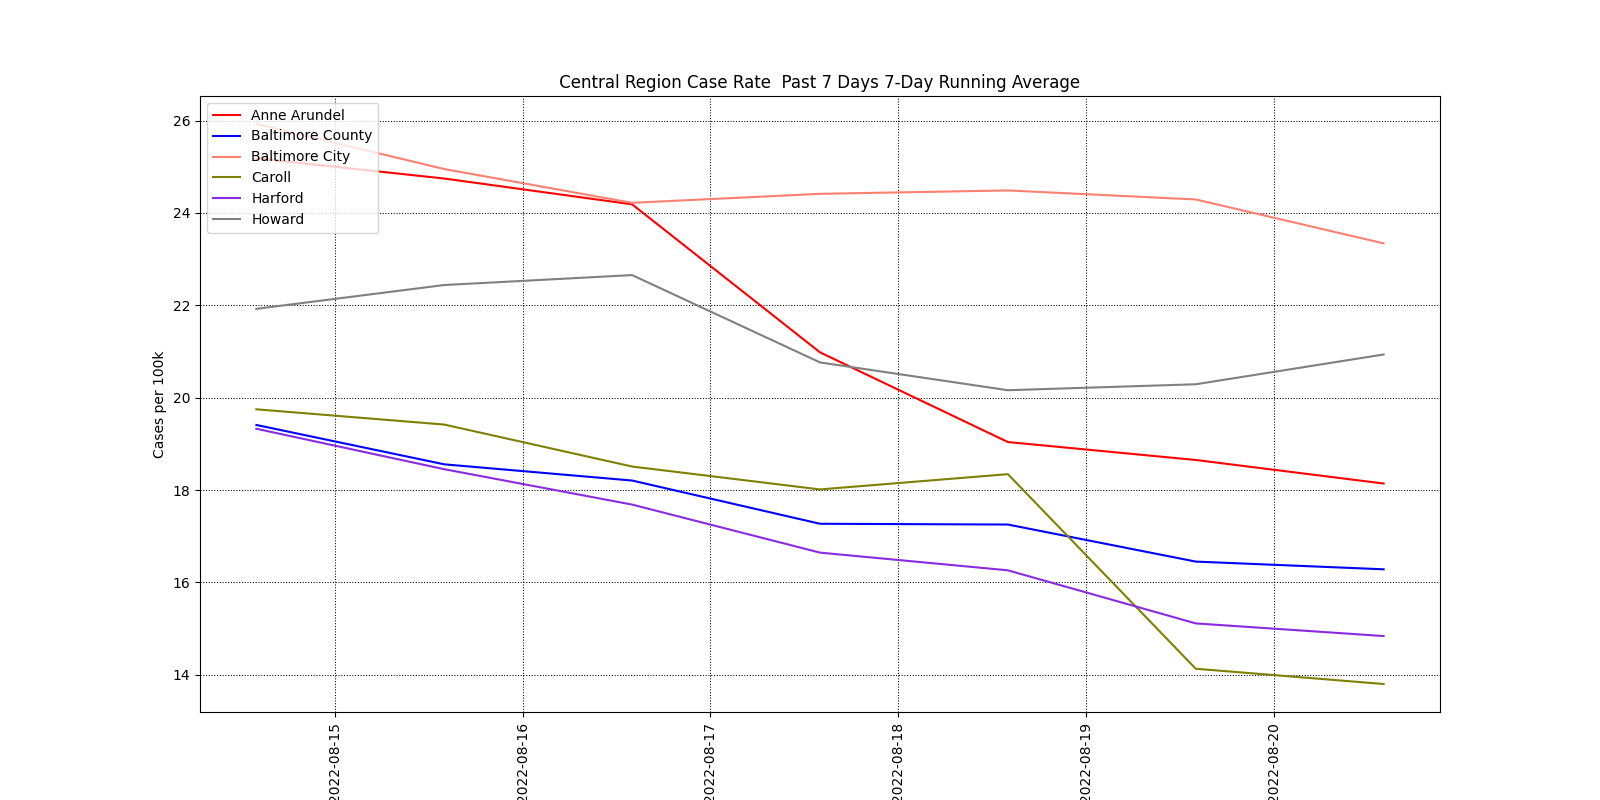 Central Region Case Rate  Past 7 Days 7-Day Running Average
Anne Arundel
Baltimore County
Baltimore City
Caroll
Harford
Howard
Cases per 100k
26
24
22
20
18
16
14
2022-08-15
2022-08-16
2022-08-17
2022-08-18
2022-08-19
2022-08-20